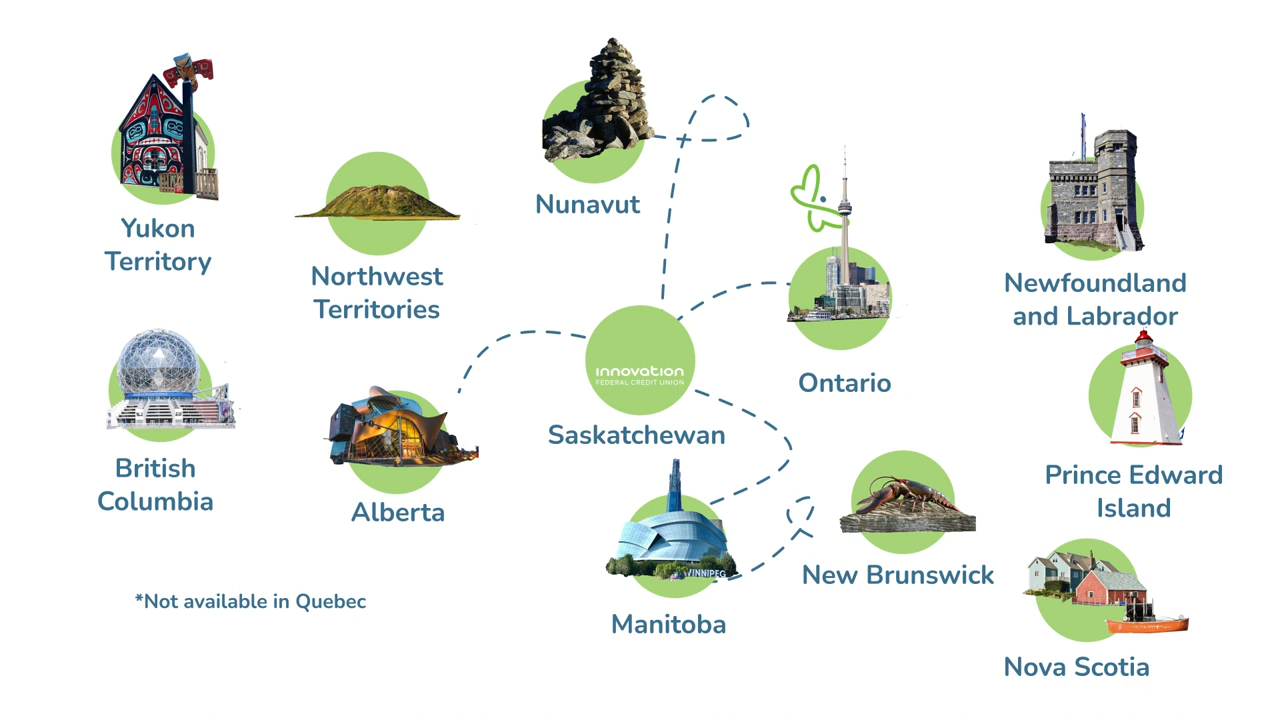 Yukon
Territory
Northwest
Territories
Nunavut
Ontario
Newfoundland
and Labrador
British
Columbia
Alberta
innovation
FEDERAL CREDIT UNION
Saskatchewan
Prince Edward
Island
WINNIPEG
Manitoba
New Brunswick
Nova Scotia
*Not available in Quebec